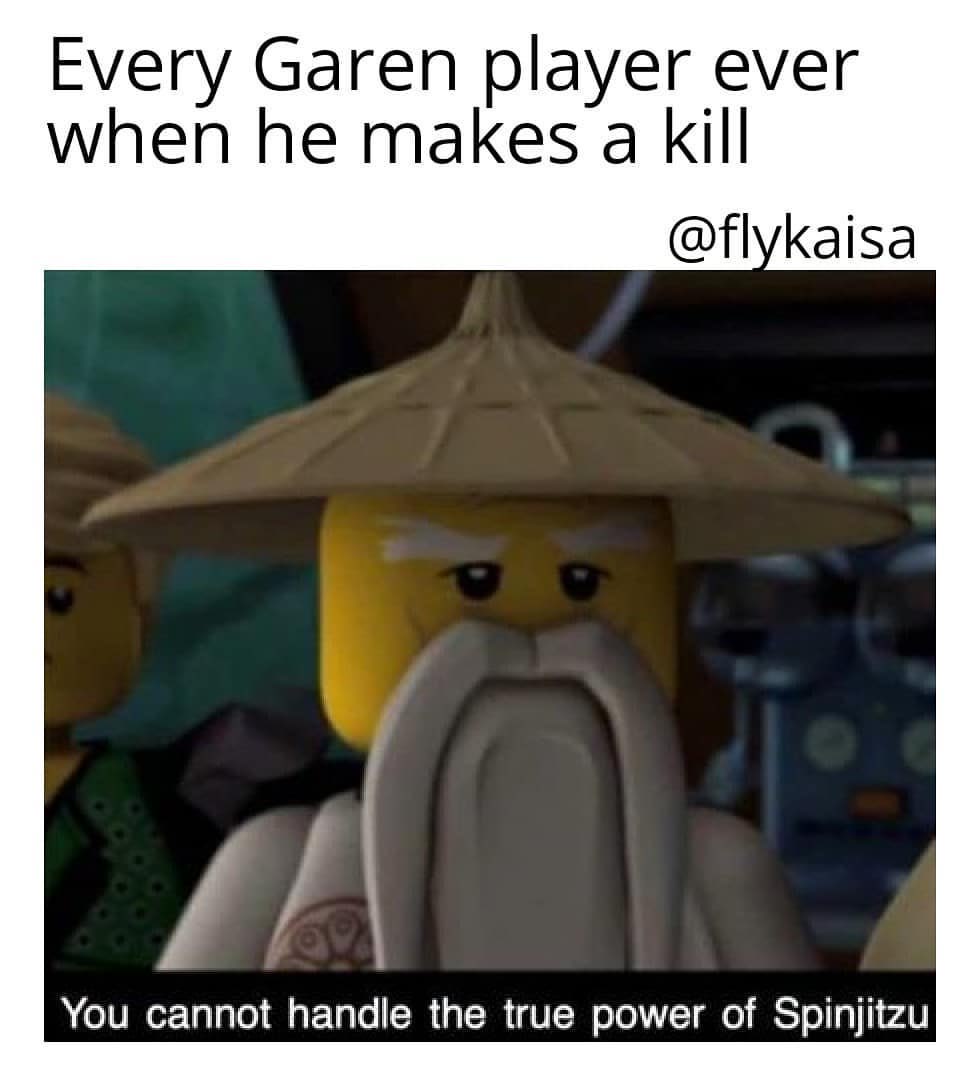 Every Garen player ever
when he makes a kill
@flykaisa
You cannot handle the true power of Spinjitzu